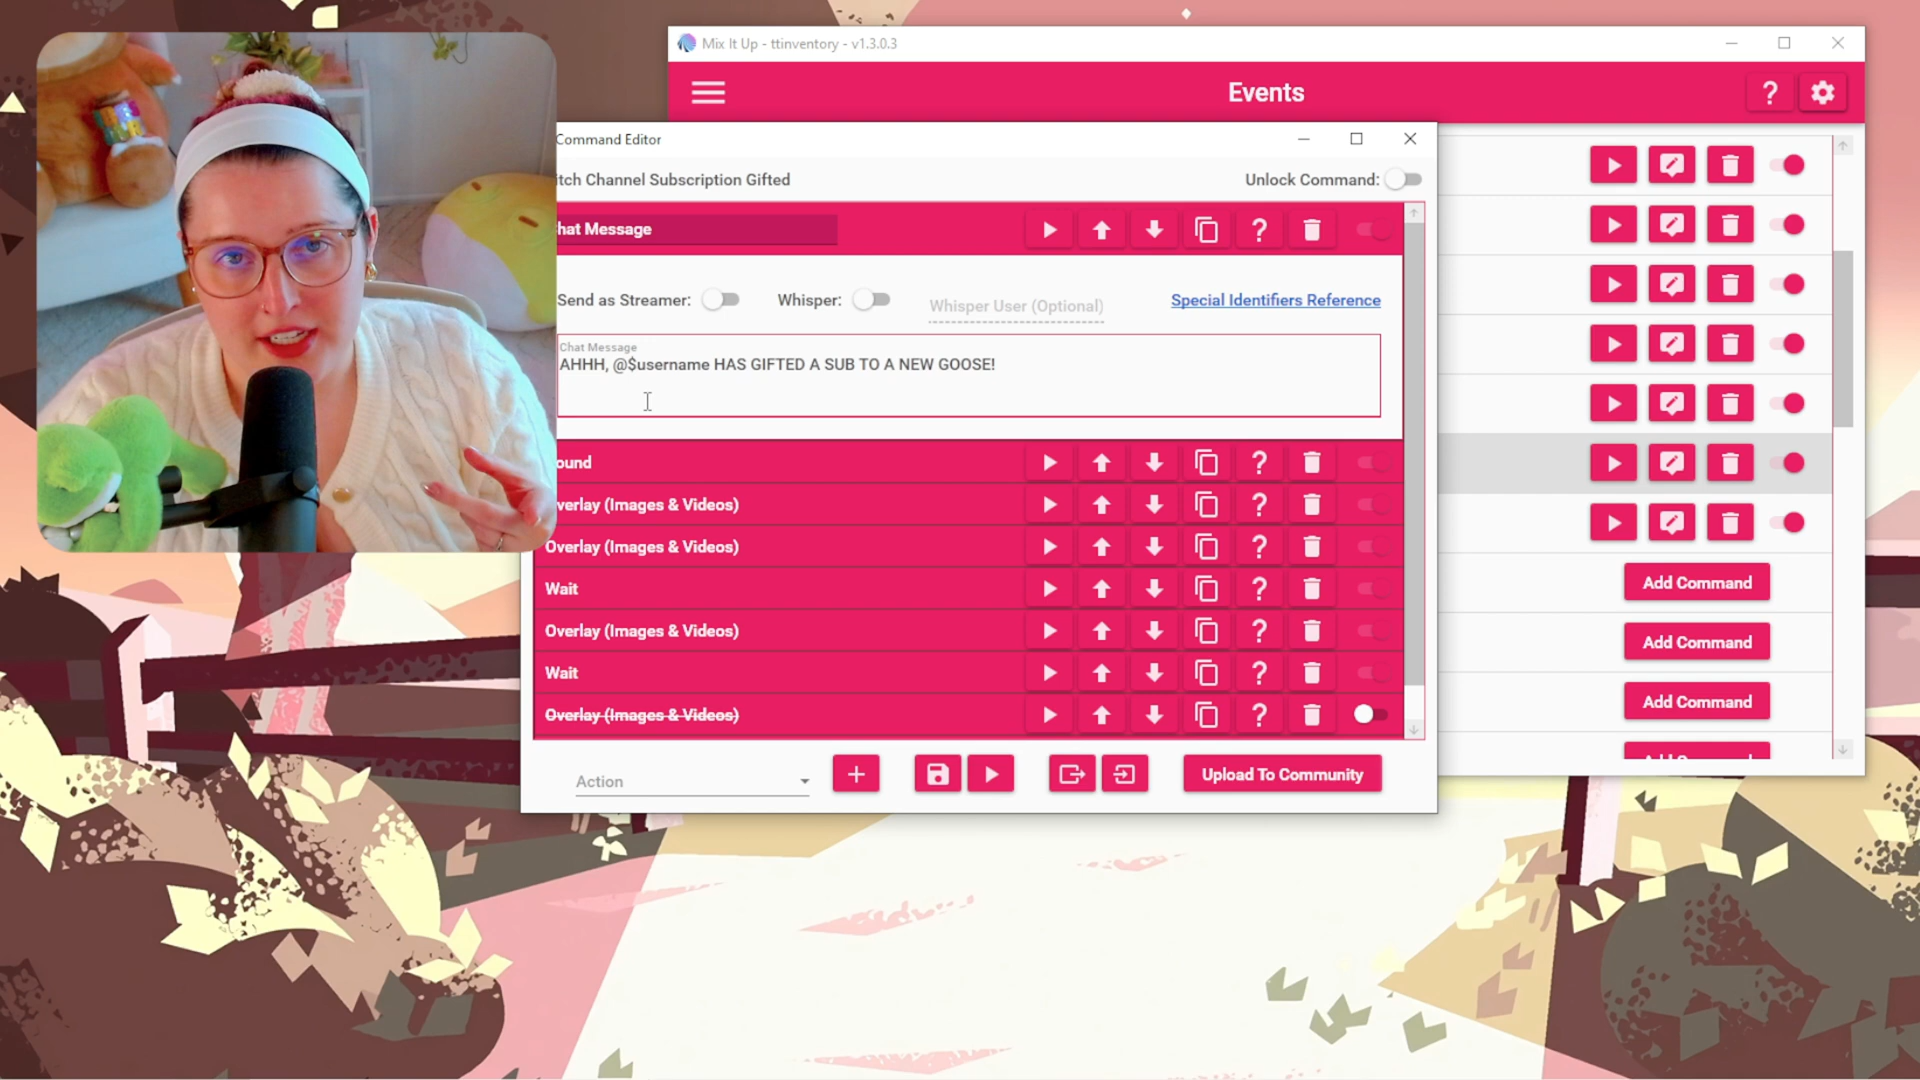 Mix It Up - ttinventory - v1.3.0.3
Events
Command Editor
Channel Subscription Gifted
Unlock Command:
Chat Message
Send as Streamer:
Whisper:
Whisper User (Optional)
Special Identifiers Reference
Chat Message
AHHH, @$username HAS GIFTED A SUB TO A NEW GOOSE!
ound
verlay (Images & Videos)
Overlay (Images & Videos)
Wait
Overlay (Images & Videos)
Wait
Overlay (Images & Videos)
Action
Upload To Community
Add Command
Add Command
Add Command